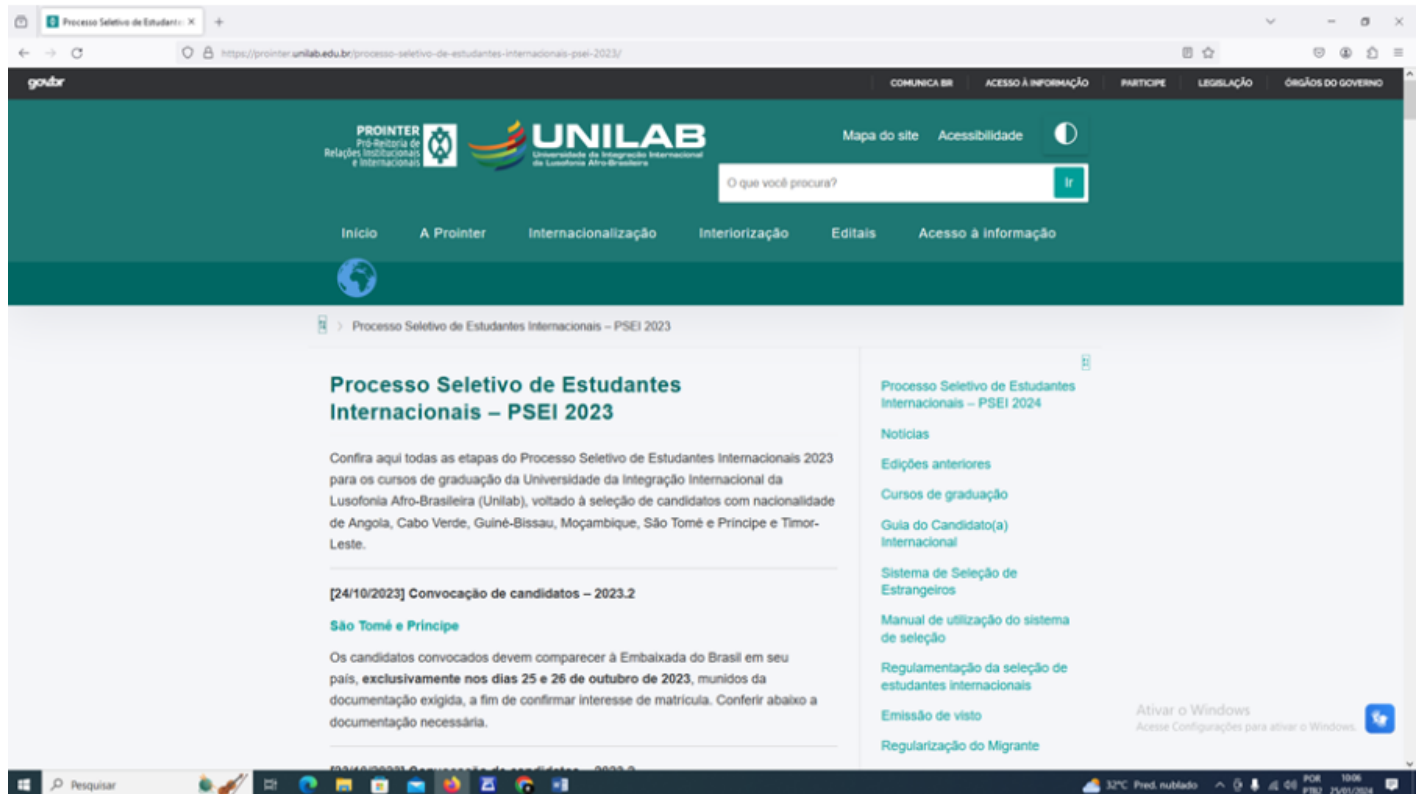 Processo Seletivo de Estudante
https://prointer.unilab.edu.br/processo-seletivo-de-estudantes-internacionais-psei-2023/
govbr
COMUNICA BR ACESSO À INFORMAÇÃO PARTICIPE LEGISLAÇÃO ÓRGÃOS DO GOVERNO
PROINTER
Pró-Reitoria de
Relações Institucionais
e Internacionais
UNILAB
Universidade da Integração Internacional
da Lusofonia Afro-Brasileira
Mapa do site Acessibilidade
O que você procura? Ir
Início A Prointer Internacionalização Interiorização Editais Acesso à informação
Processo Seletivo de Estudantes Internacionais – PSEI 2023
Processo Seletivo de Estudantes
Internacionais – PSEI 2023
Confira aqui todas as etapas do Processo Seletivo de Estudantes Internacionais 2023
para os cursos de graduação da Universidade da Integração Internacional da
Lusofonia Afro-Brasileira (Unilab), voltado à seleção de candidatos com nacionalidade
de Angola, Cabo Verde, Guiné-Bissau, Moçambique, São Tomé e Príncipe e Timor-
Leste.
[24/10/2023] Convocação de candidatos – 2023.2
São Tomé e Príncipe
Os candidatos convocados devem comparecer à Embaixada do Brasil em seu
país, exclusivamente nos dias 25 e 26 de outubro de 2023, munidos da
documentação exigida, a fim de confirmar interesse de matrícula. Conferir abaixo a
documentação necessária.
Processo Seletivo de Estudantes
Internacionais – PSEI 2024
Notícias
Edições anteriores
Cursos de graduação
Guia do Candidato(a)
Internacional
Sistema de Seleção de
Estrangeiros
Manual de utilização do sistema
de seleção
Regulamentação da seleção de
estudantes internacionais
Emissão de visto
Regularização do Migrante
Ativar o Windows
Acesse Configurações para ativar o Windows.
Pesquisar
32°C Pred. nublado
POR
PTB2
10:06
25/01/2024